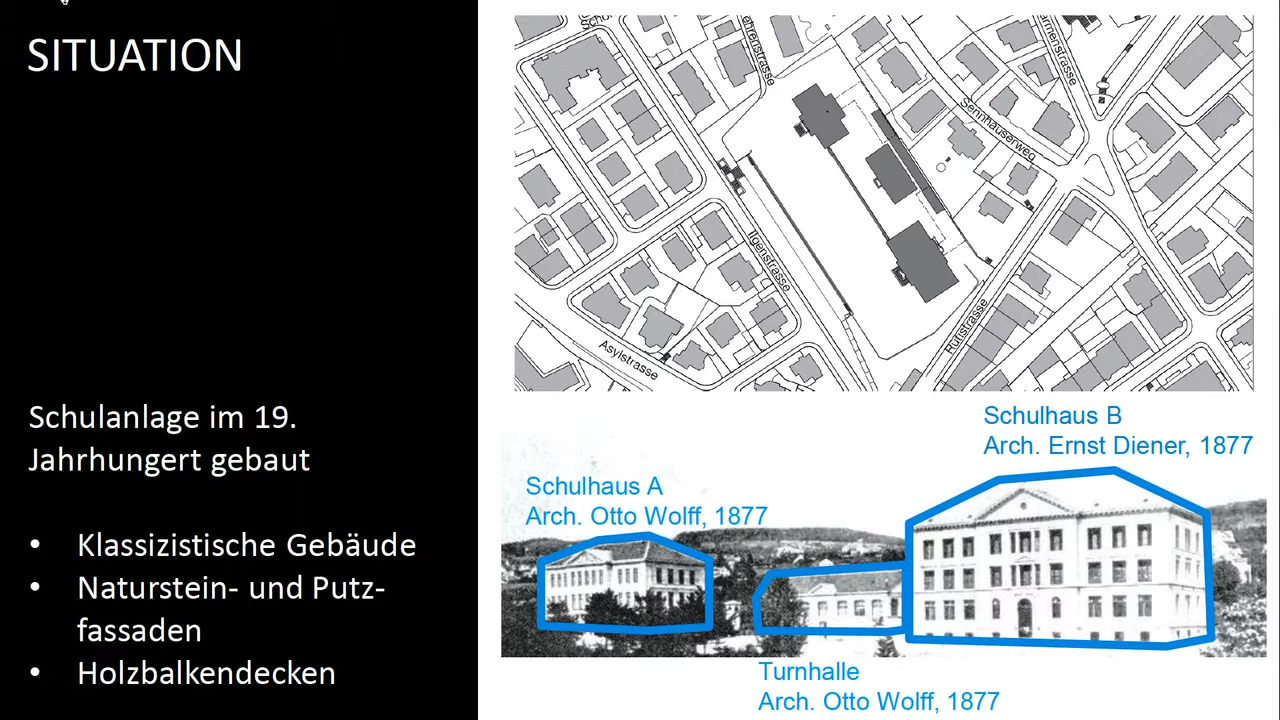 SITUATION
Schulanlage im 19.
Jahrhungert gebaut
• Klassizistische Gebäude
• Naturstein- und Putz-
fassaden
• Holzbalkendecken
Sennhauserweg
Ilgenstrasse
Asylstrasse
Ruttistrasse
Schulhaus B
Arch. Ernst Diener, 1877
Schulhaus A
Arch. Otto Wolff, 1877
Turnhalle
Arch. Otto Wolff, 1877